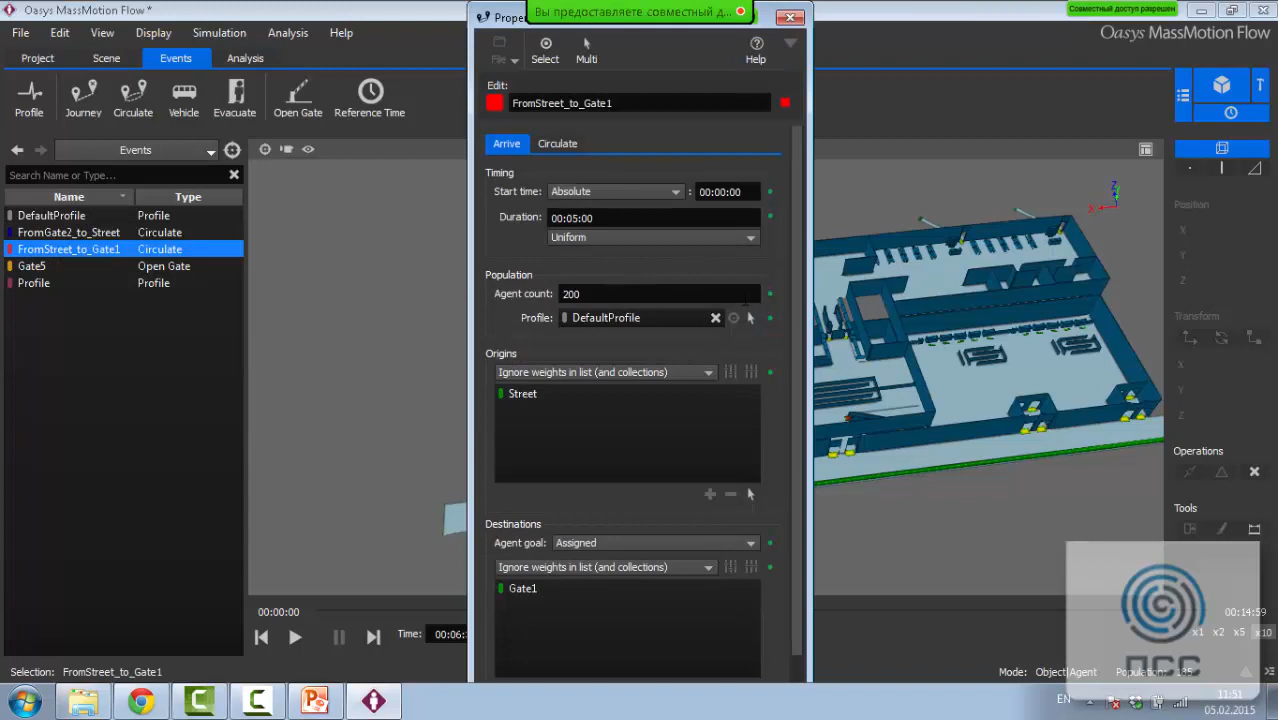 Oasys MassMotion Flow *
Proper
Вы предоставляете совместный д...
Совместный доступ разрешен
File Edit View Display Simulation Analysis Help
Oasys MassMotion Flow
Project Scene Events Analysis
File Select Multi Help
Profile Journey Circulate Vehicle Evacuate Open Gate Reference Time
Edit:
FromStreet_to_Gate1
Events
Arrive Circulate
Search Name or Type...
Name Type
DefaultProfile Profile
FromGate2_to_Street Circulate
FromStreet_to_Gate1 Circulate
Gate5 Open Gate
Profile Profile
Timing
Start time: Absolute : 00:00:00
Duration: 00:05:00
Uniform
Population
Agent count: 200
Profile: DefaultProfile
Origins
Ignore weights in list (and collections)
Street
Destinations
Agent goal: Assigned
Ignore weights in list (and collections)
Gate1
Z
X
T
Position
X
Y
Z
Transform
X
Y
Z
Operations
Tools
00:00:00
00:14:59
Time: 00:06:
x1 x2 x5 x10
ПСС
Selection: FromStreet_to_Gate1
Mode: Object|Agent Population: 135
EN
11:51
05.02.2015